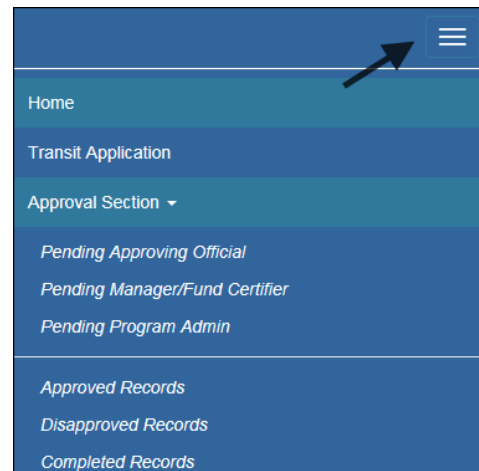 Home
Transit Application
Approval Section
Pending Approving Official
Pending Manager/Fund Certifier
Pending Program Admin
Approved Records
Disapproved Records
Completed Records